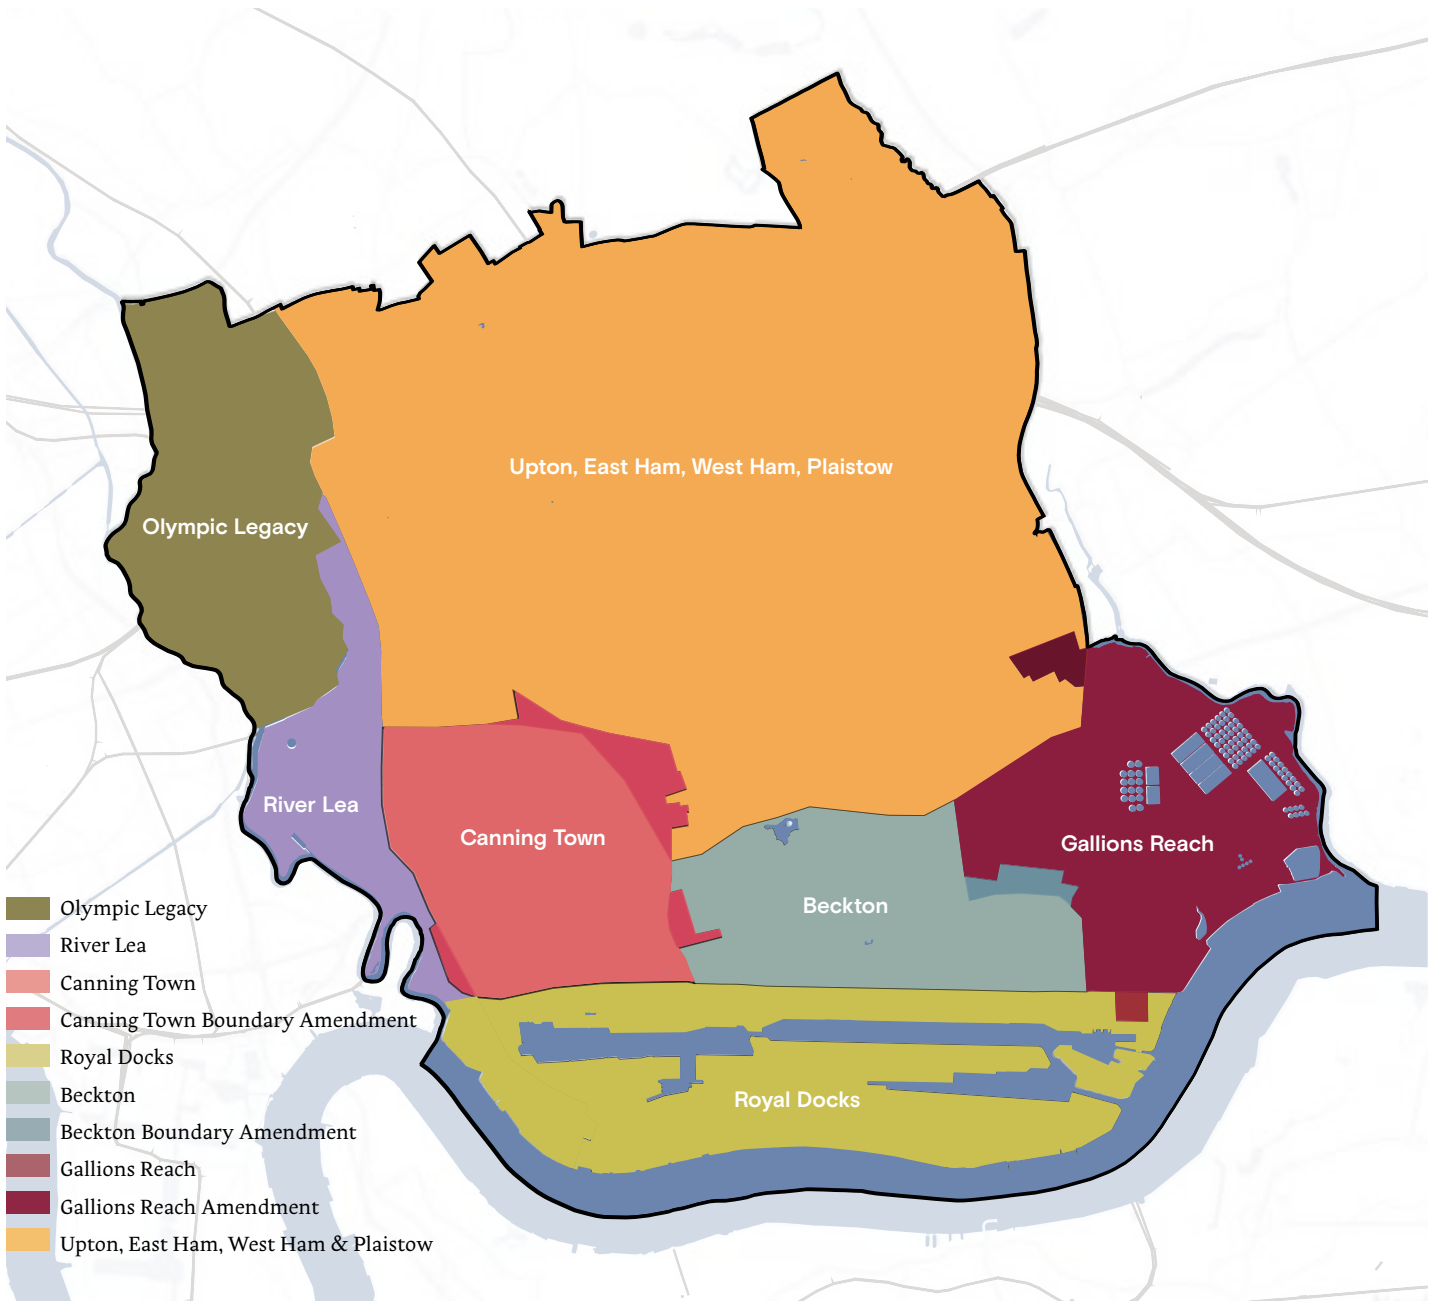 Upton, East Ham, West Ham, Plaistow
Olympic Legacy
River Lea
Canning Town
Gallions Reach
Beckton
Royal Docks
Olympic Legacy
River Lea
Canning Town
Canning Town Boundary Amendment
Royal Docks
Beckton
Beckton Boundary Amendment
Gallions Reach
Gallions Reach Amendment
Upton, East Ham, West Ham & Plaistow